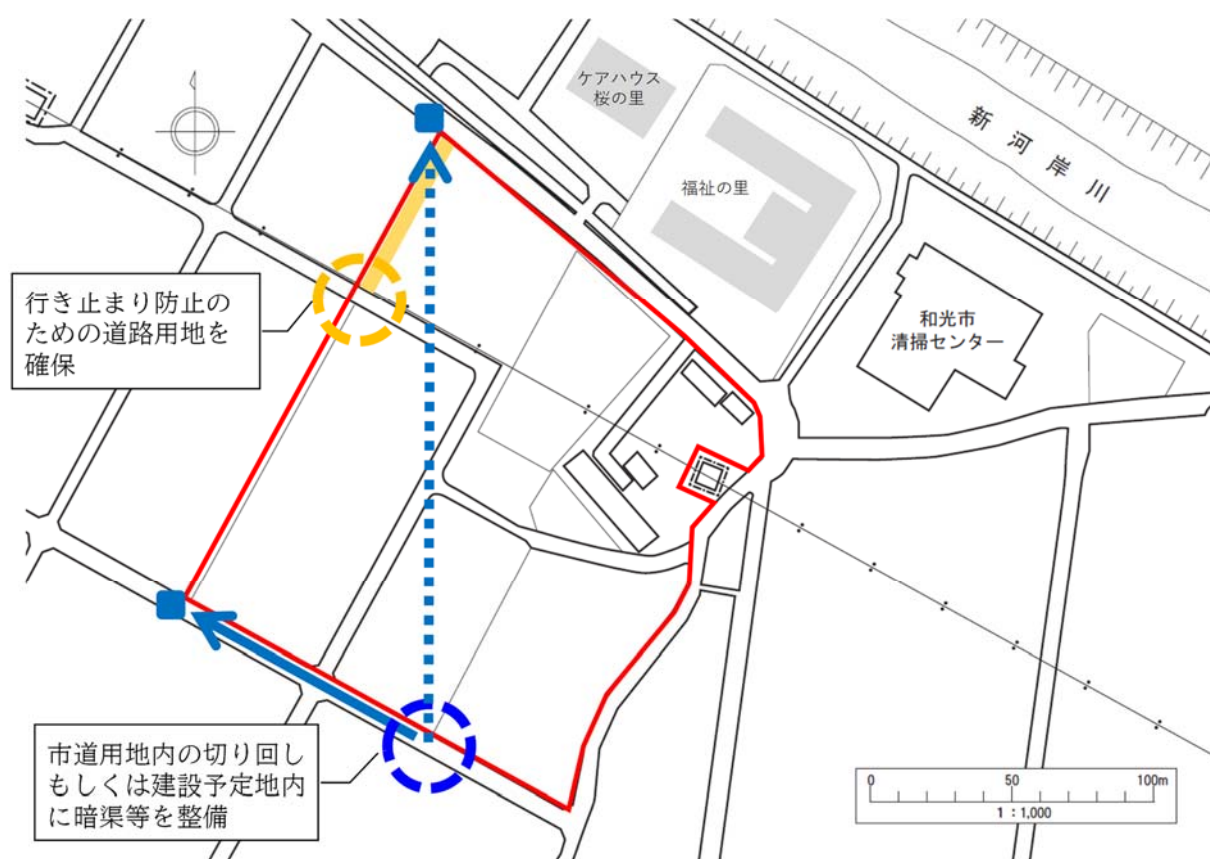 ケアハウス
桜の里
新河岸川
福祉の里
行き止まり防止の
ための道路用地を
確保
和光市
清掃センター
市道用地内の切り回し
もしくは建設予定地内
に暗渠等を整備
0 50 100m
1：1,000